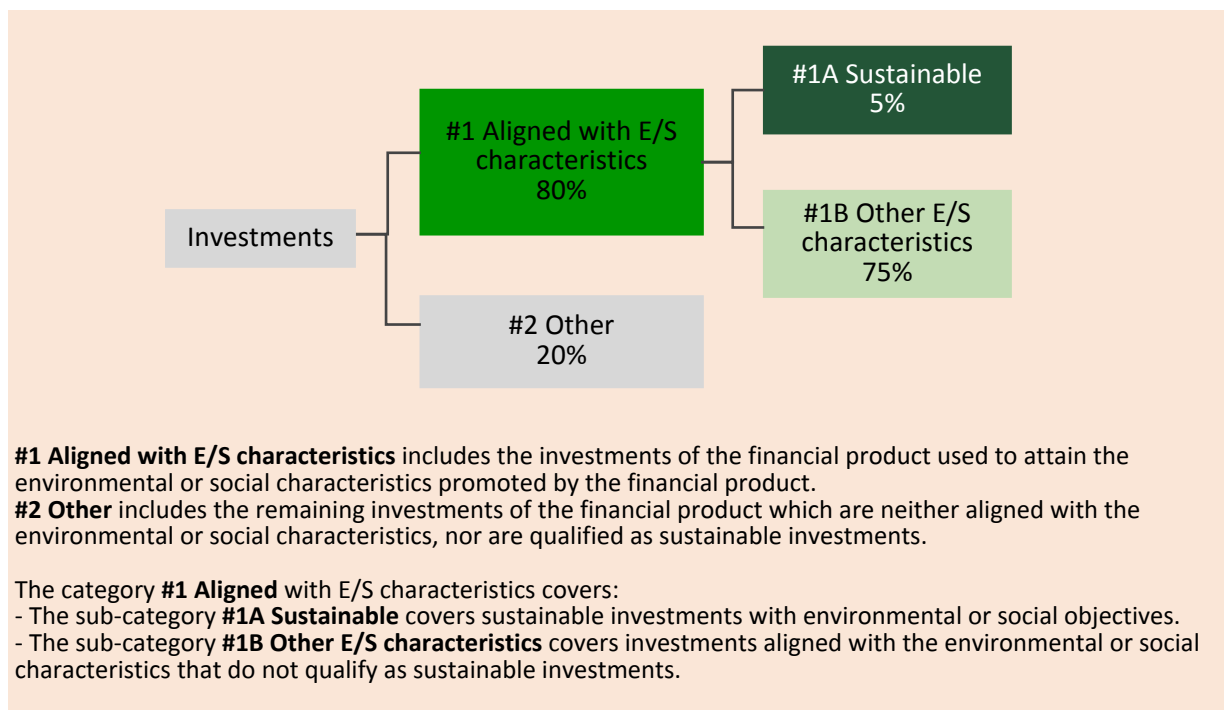 Investments
#1 Aligned with E/S
characteristics
80%
#2 Other
20%
#1A Sustainable
5%
#1B Other E/S
characteristics
75%
#1 Aligned with E/S characteristics includes the investments of the financial product used to attain the
environmental or social characteristics promoted by the financial product.
#2 Other includes the remaining investments of the financial product which are neither aligned with the
environmental or social characteristics, nor are qualified as sustainable investments.
The category #1 Aligned with E/S characteristics covers:
- The sub-category #1A Sustainable covers sustainable investments with environmental or social objectives.
- The sub-category #1B Other E/S characteristics covers investments aligned with the environmental or social
characteristics that do not qualify as sustainable investments.